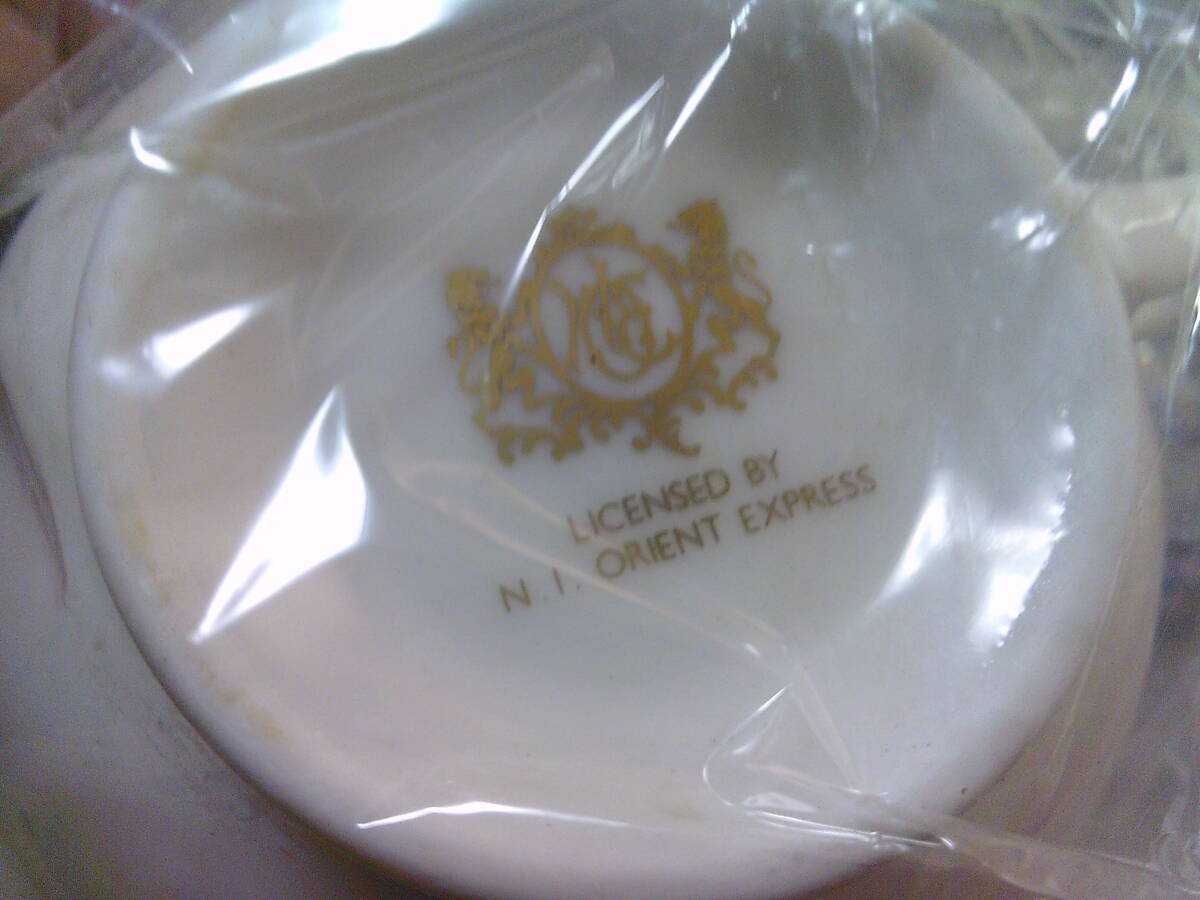 LICENSED BY
N.I. ORIENT EXPRESS